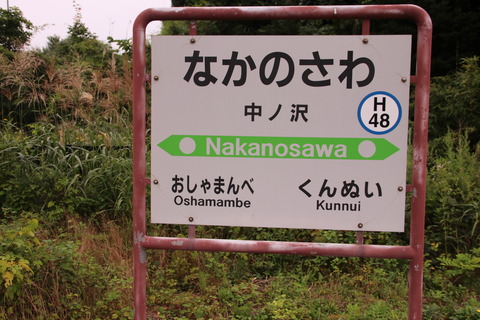 なかのさわ
中ノ沢
H
48
Nakanosawa
おしゃまんべ くんぬい
Oshamambe Kunnui